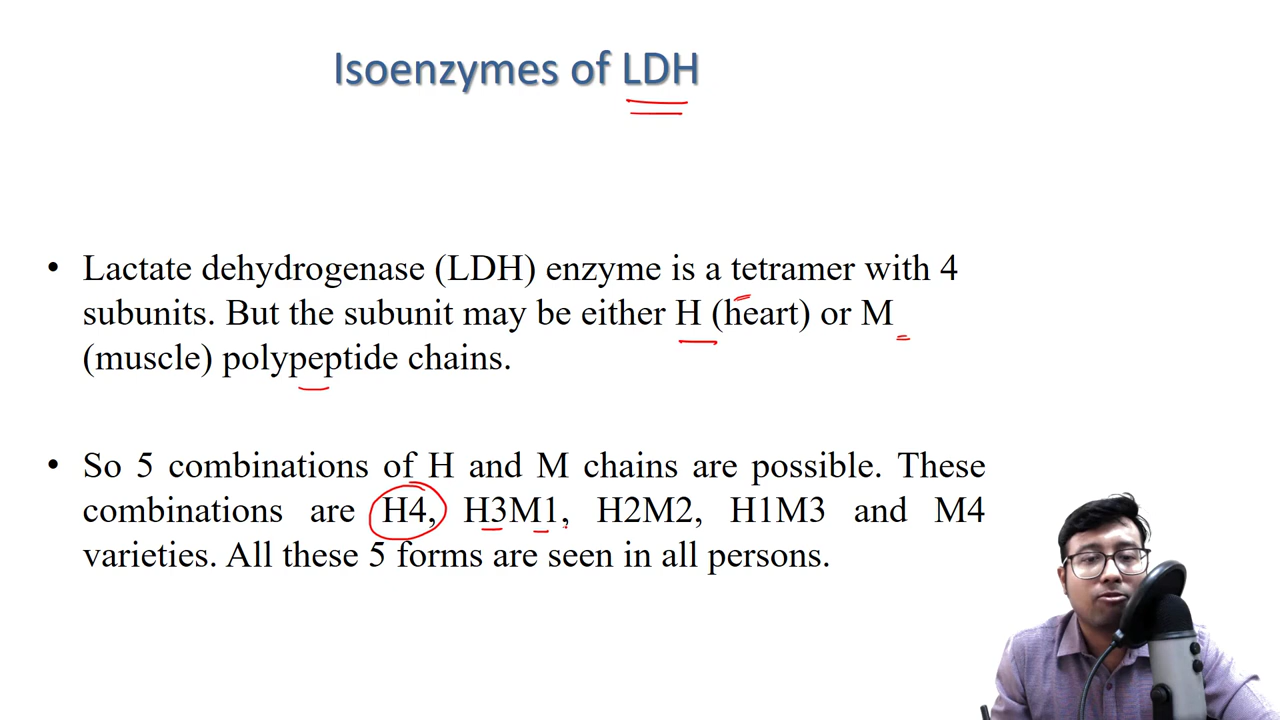 Isoenzymes of LDH
• Lactate dehydrogenase (LDH) enzyme is a tetramer with 4
subunits. But the subunit may be either H (heart) or M
(muscle) polypeptide chains.
• So 5 combinations of H and M chains are possible. These
combinations are H4, H3M1, H2M2, H1M3 and M4
varieties. All these 5 forms are seen in all persons.